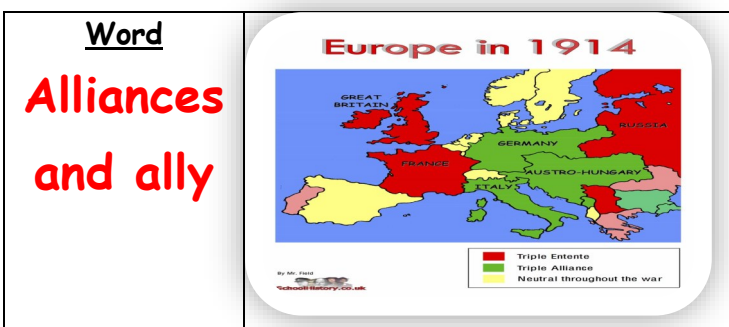 Word
Alliances
and ally
Europe in 1914
GREAT
BRITAIN
RUSSIA
GERMANY
FRANCE
AUSTRO-HUNGARY
ITALY
Triple Entente
Triple Alliance
Neutral throughout the war
By Mr. Field
SchoolHistory.co.uk